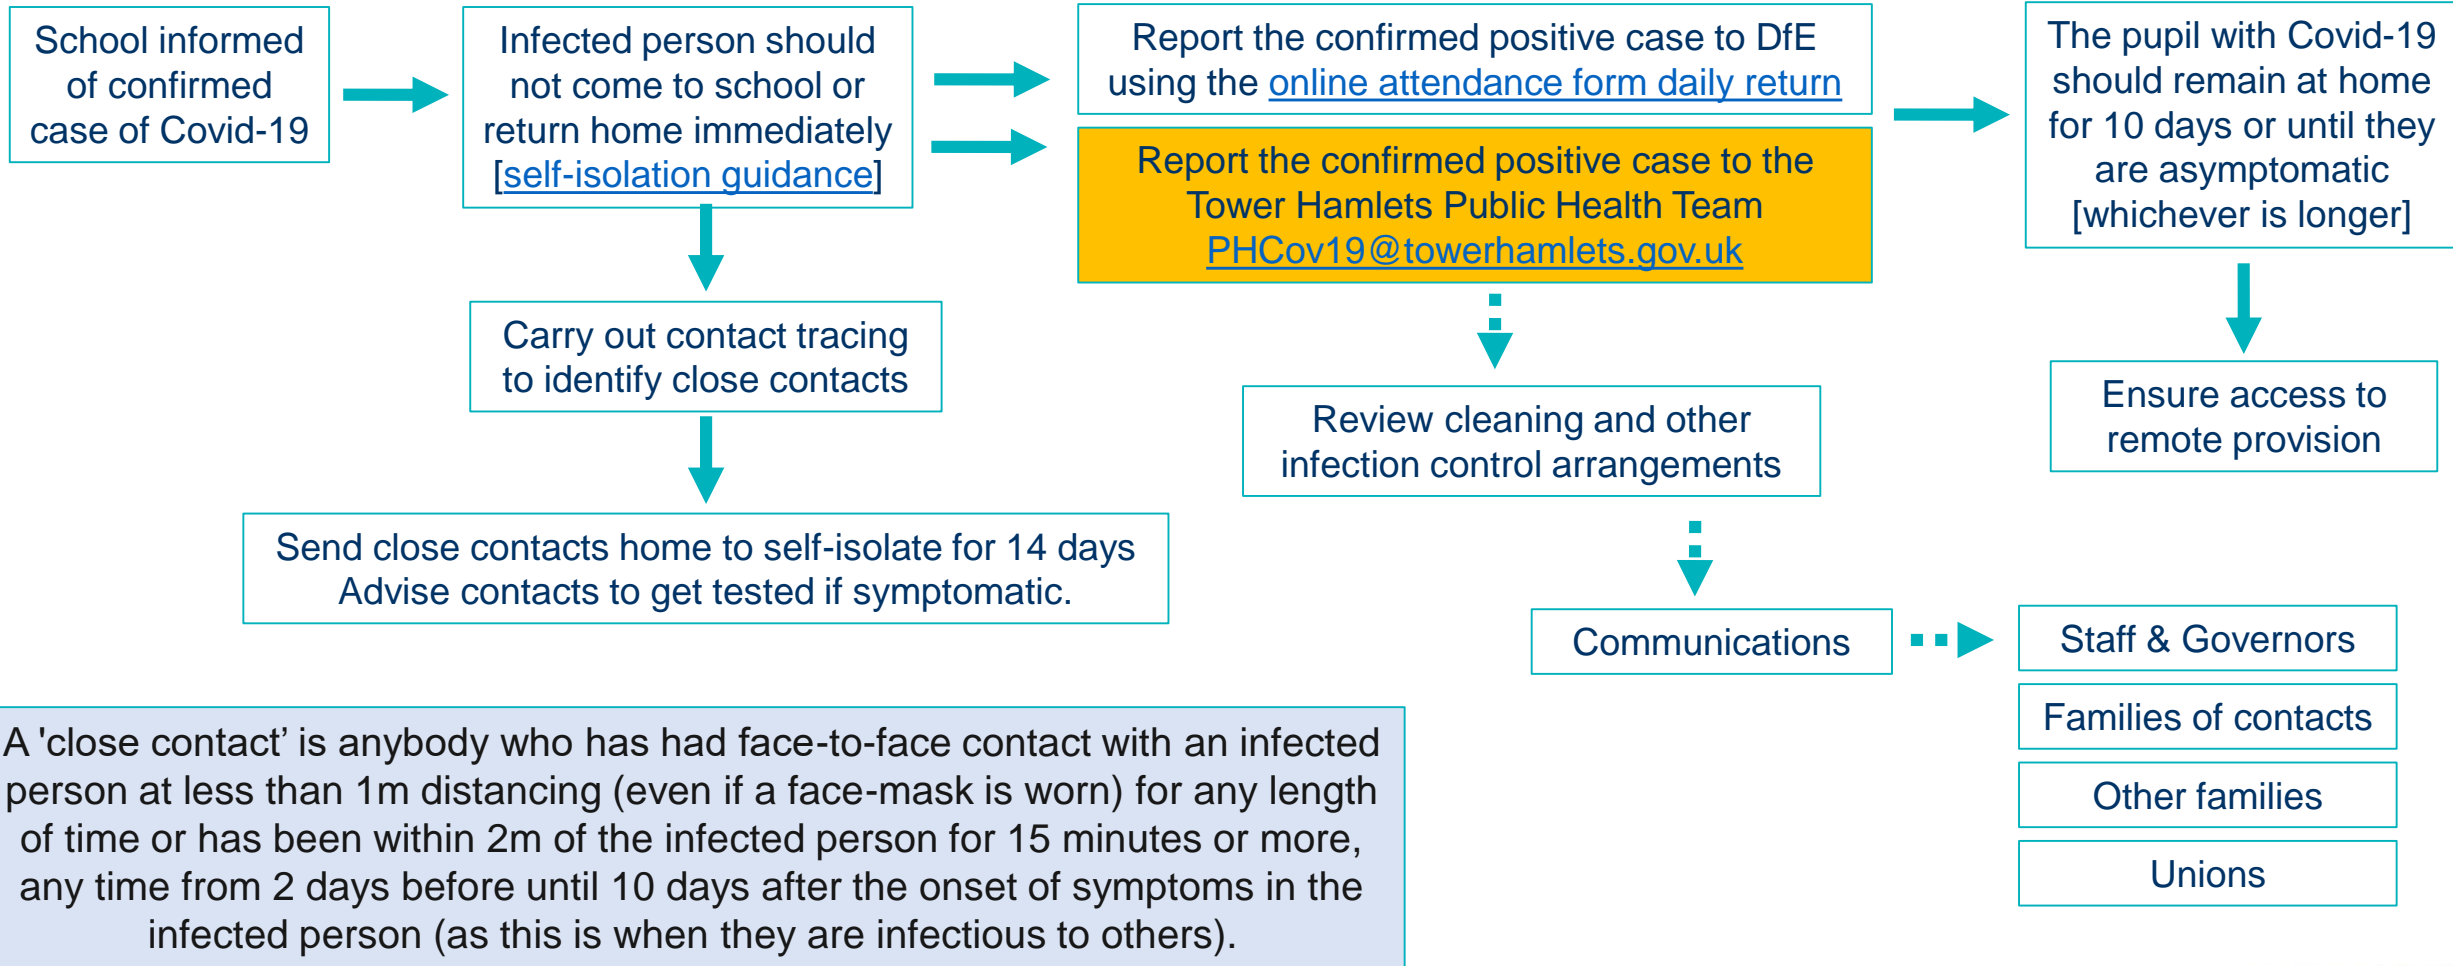 School informed
of confirmed
case of Covid-19
Infected person should
not come to school or
return home immediately
[self-isolation guidance]
Report the confirmed positive case to DfE
using the online attendance form daily return
Report the confirmed positive case to the
Tower Hamlets Public Health Team
PHCov19@towerhamlets.gov.uk
The pupil with Covid-19
should remain at home
for 10 days or until they
are asymptomatic
[whichever is longer]
Carry out contact tracing
to identify close contacts
Review cleaning and other
infection control arrangements
Ensure access to
remote provision
Send close contacts home to self-isolate for 14 days
Advise contacts to get tested if symptomatic.
Communications
Staff & Governors
Families of contacts
Other families
Unions
A 'close contact’ is anybody who has had face-to-face contact with an infected
person at less than 1m distancing (even if a face-mask is worn) for any length
of time or has been within 2m of the infected person for 15 minutes or more,
any time from 2 days before until 10 days after the onset of symptoms in the
infected person (as this is when they are infectious to others).